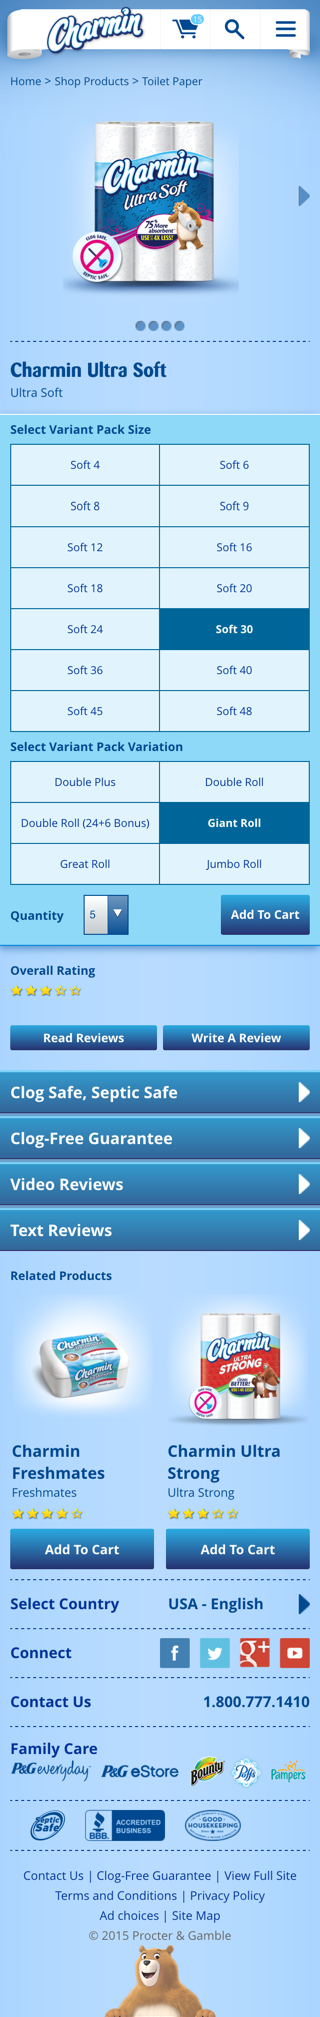 Charmin
15
Home > Shop Products > Toilet Paper
Charmin
Ultra Soft
75% More
absorbent
USE 4X LESS!
CLOG SAFE.
SEPTIC SAFE.
Charmin Ultra Soft
Ultra Soft
Select Variant Pack Size
Soft 4
Soft 6
Soft 8
Soft 9
Soft 12
Soft 16
Soft 18
Soft 20
Soft 24
Soft 30
Soft 36
Soft 40
Soft 45
Soft 48
Select Variant Pack Variation
Double Plus
Double Roll
Double Roll (24+6 Bonus)
Giant Roll
Great Roll
Jumbo Roll
Quantity
5
Add To Cart
Overall Rating
Read Reviews
Write A Review
Clog Safe, Septic Safe
Clog-Free Guarantee
Video Reviews
Text Reviews
Related Products
Charmin
Charmin
Charmin
ULTRA
STRONG
Cleans
BETTER!
Charmin
Freshmates
Freshmates
Charmin Ultra
Strong
Ultra Strong
Add To Cart
Add To Cart
Select Country
USA - English
Connect
f
g+
Contact Us
1.800.777.1410
Family Care
P&G everyday
P&G eStore
Bounty
Puffs
Pampers
Septic
Safe
BBB.
ACCREDITED
BUSINESS
GOOD
HOUSEKEEPING
Contact Us | Clog-Free Guarantee | View Full Site
Terms and Conditions | Privacy Policy
Ad choices | Site Map
© 2015 Procter & Gamble